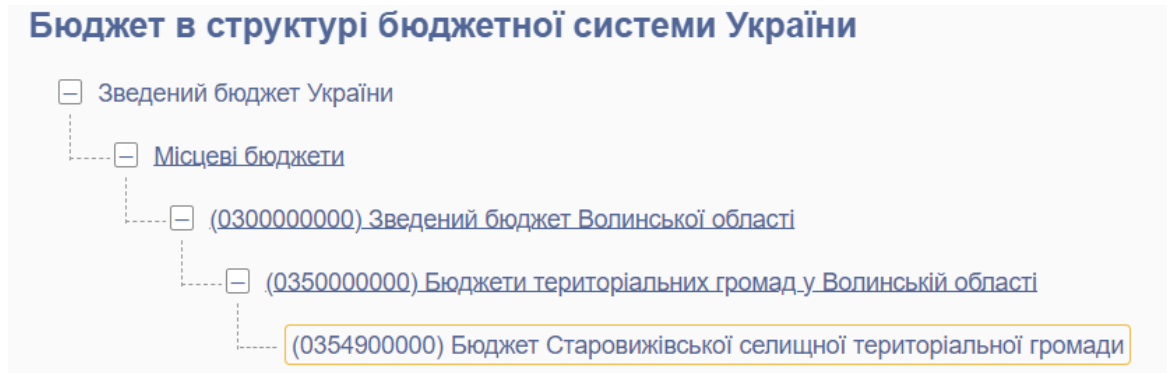 Бюджет в структурі бюджетної системи України
Зведений бюджет України
Місцеві бюджети
(0300000000) Зведений бюджет Волинської області
(0350000000) Бюджети територіальних громад у Волинській області
(0354900000) Бюджет Старовижівської селищної територіальної громади